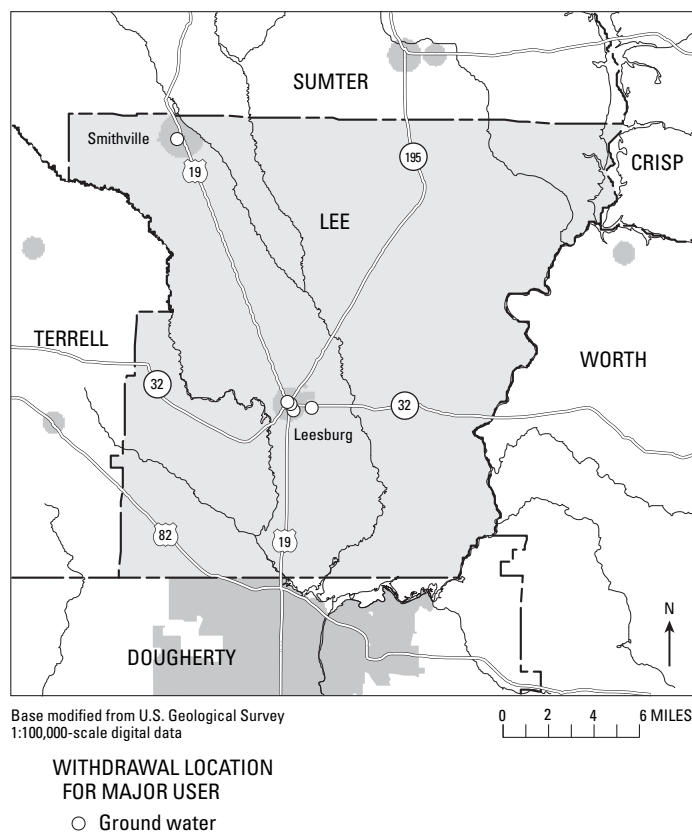 SUMTER
Smithville
CRISP
195
19
LEE
TERRELL
WORTH
32
32
Leesburg
82
19
N
DOUGHERTY
Base modified from U.S. Geological Survey
1:100,000-scale digital data
0 2 4 6 MILES
WITHDRAWAL LOCATION
FOR MAJOR USER
Ground water